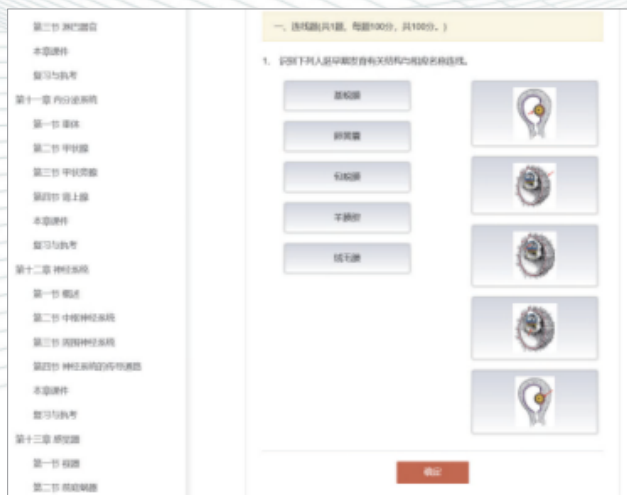 第三节 淋巴器官
本章课件
复习与执考
第十一章 内分泌系统
第一节 垂体
第二节 甲状腺
第三节 甲状旁腺
第四节 肾上腺
本章课件
复习与执考
第十二章 神经系统
第一节 概述
第二节 中枢神经系统
第三节 周围神经系统
第四节 神经系统的传导通路
本章课件
复习与执考
第十三章 感觉器
第一节 视器
第二节 前庭蜗器
一、连线题(共1题，每题100分，共100分。)
1. 识别下列人胚早期发育有关结构与相应名称连线。
基蜕膜
卵黄囊
包蜕膜
羊膜腔
绒毛膜
确定